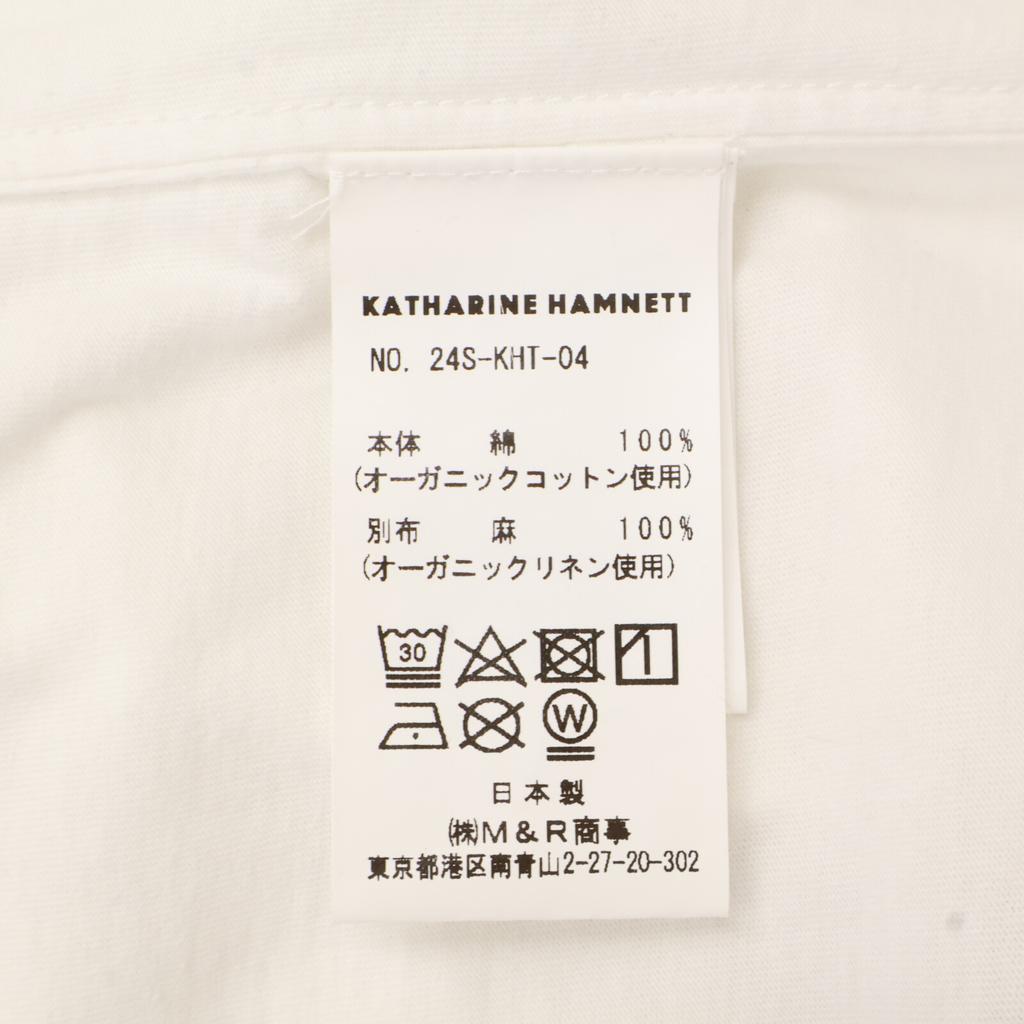 KATHARINE HAMNETT
NO. 24S-KHT-04
本体 綿 100%
(オーガニックコットン使用)
別布 麻 100%
(オーガニックリネン使用)
30
W
日本製
㈱M&R商事
東京都港区南青山2-27-20-302